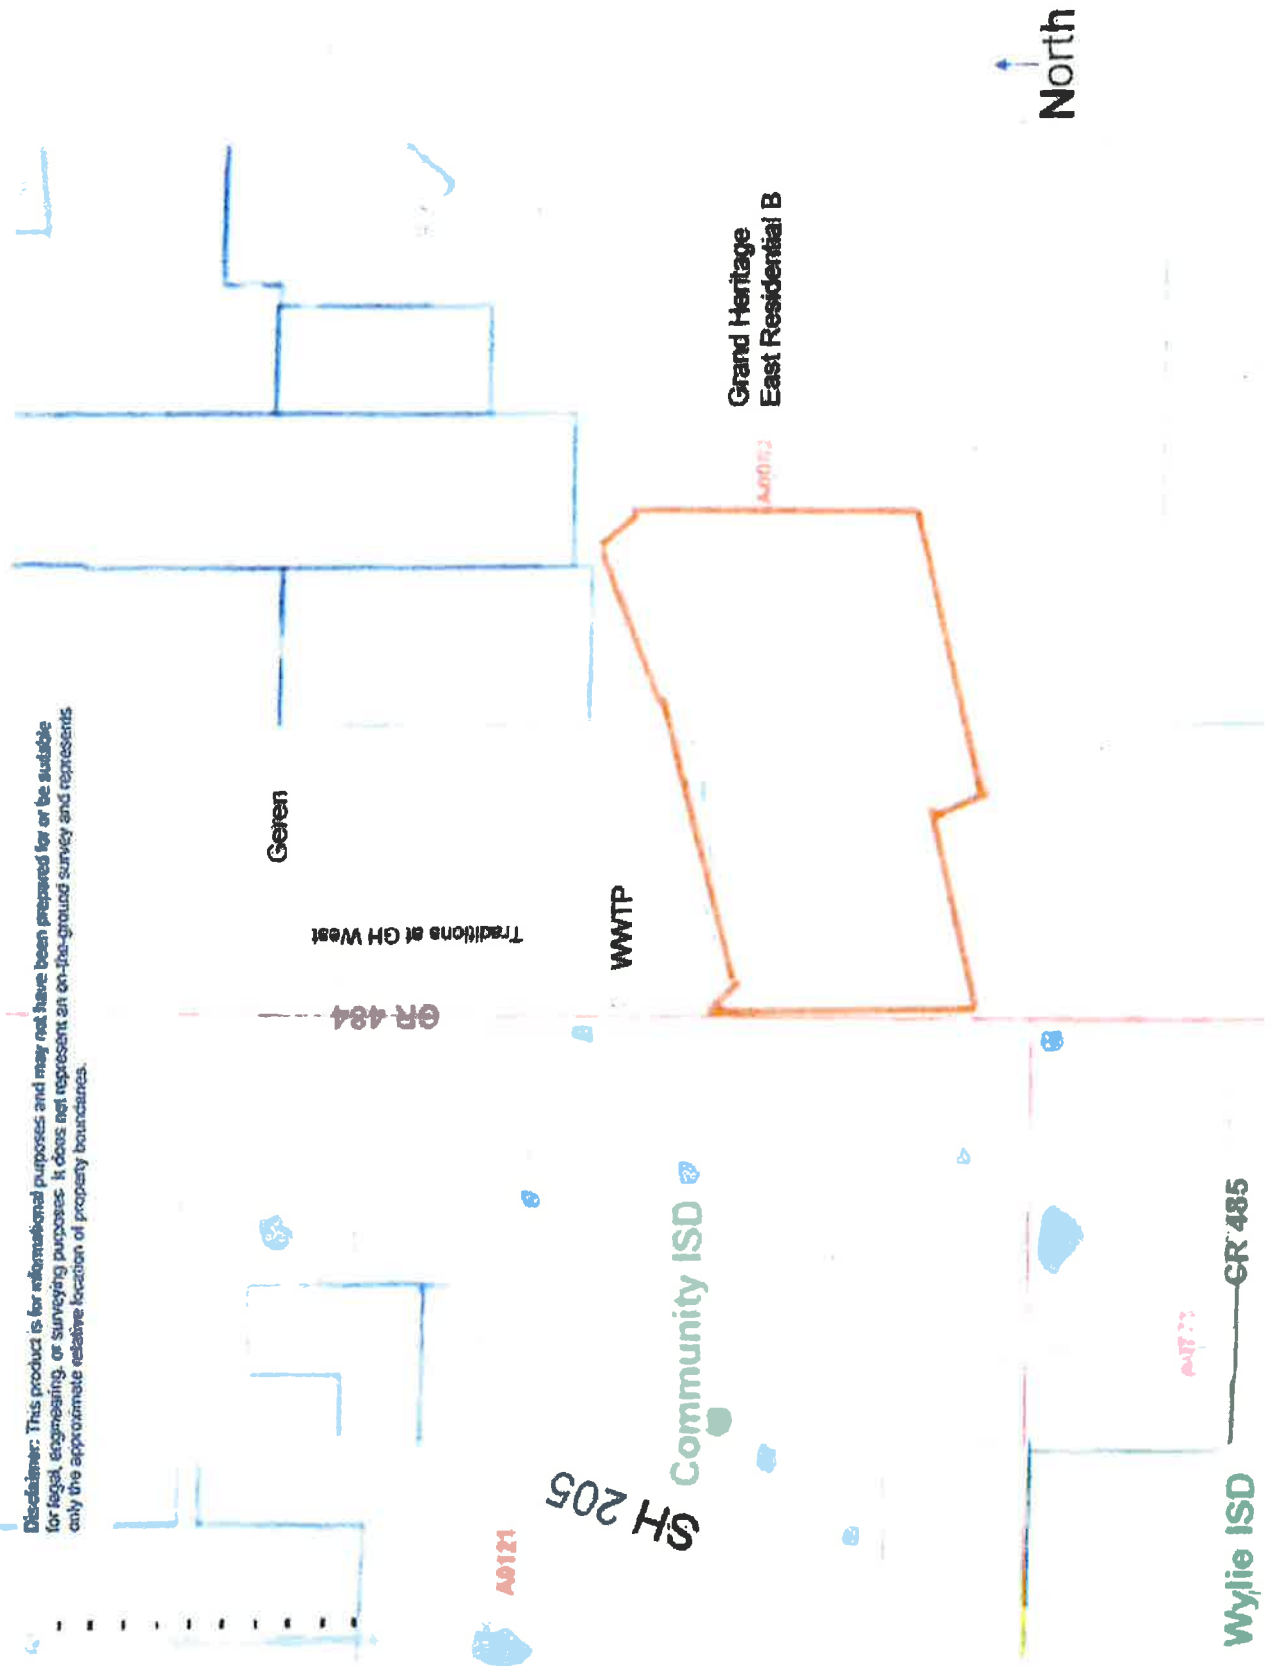 Disclaimer: This product is for informational purposes and may not have been prepared for or be suitable
for legal, engineering, or surveying purposes. It does not represent an on-the-ground survey and represents
only the approximate relative location of property boundaries.
Geren
Traditions at GH West
CR 484
WWTP
Grand Heritage
East Residential B
North
A0121
SH 205
Community ISD
Wylie ISD
CR 485